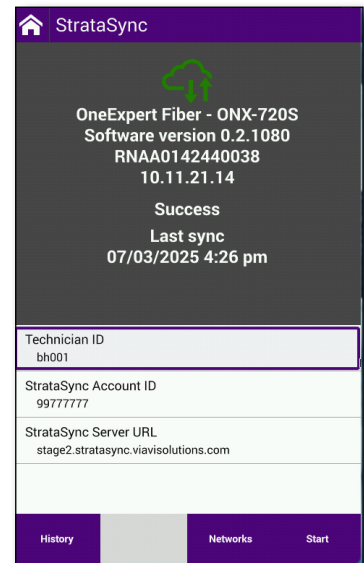 StrataSync
OneExpert Fiber - ONX-720S
Software version 0.2.1080
RNAA0142440038
10.11.21.14
Success
Last sync
07/03/2025 4:26 pm
Technician ID
bh001
StrataSync Account ID
99777777
StrataSync Server URL
stage2.stratasync.viavisolutions.com
History Networks Start